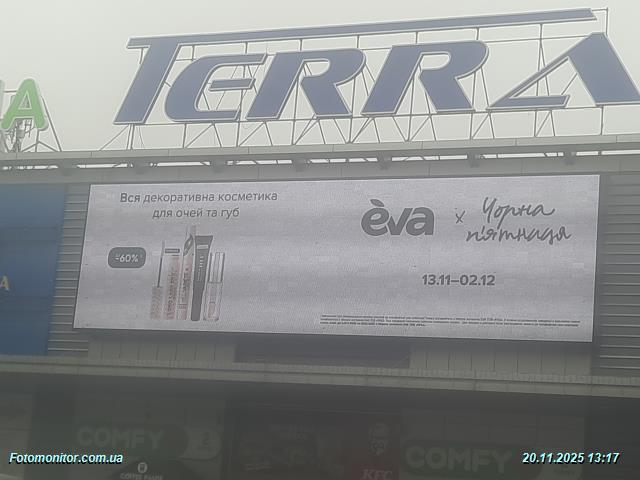 TERRA
А
Вся декоративна косметика
для очей та губ
-60%*
èva x Чорна
п'ятниця
13.11–02.12
A
COMFY
COMFY
KFC
Fotomonitor.com.ua
20.11.2025 13:17